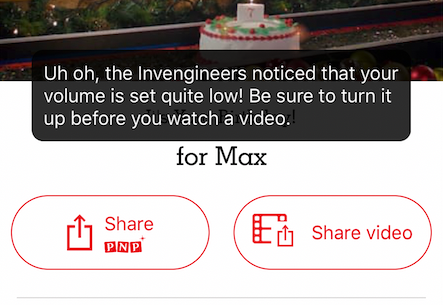 Uh oh, the Invengineers noticed that your
volume is set quite low! Be sure to turn it
up before you watch a video.
for Max
Share
PNP
Share video